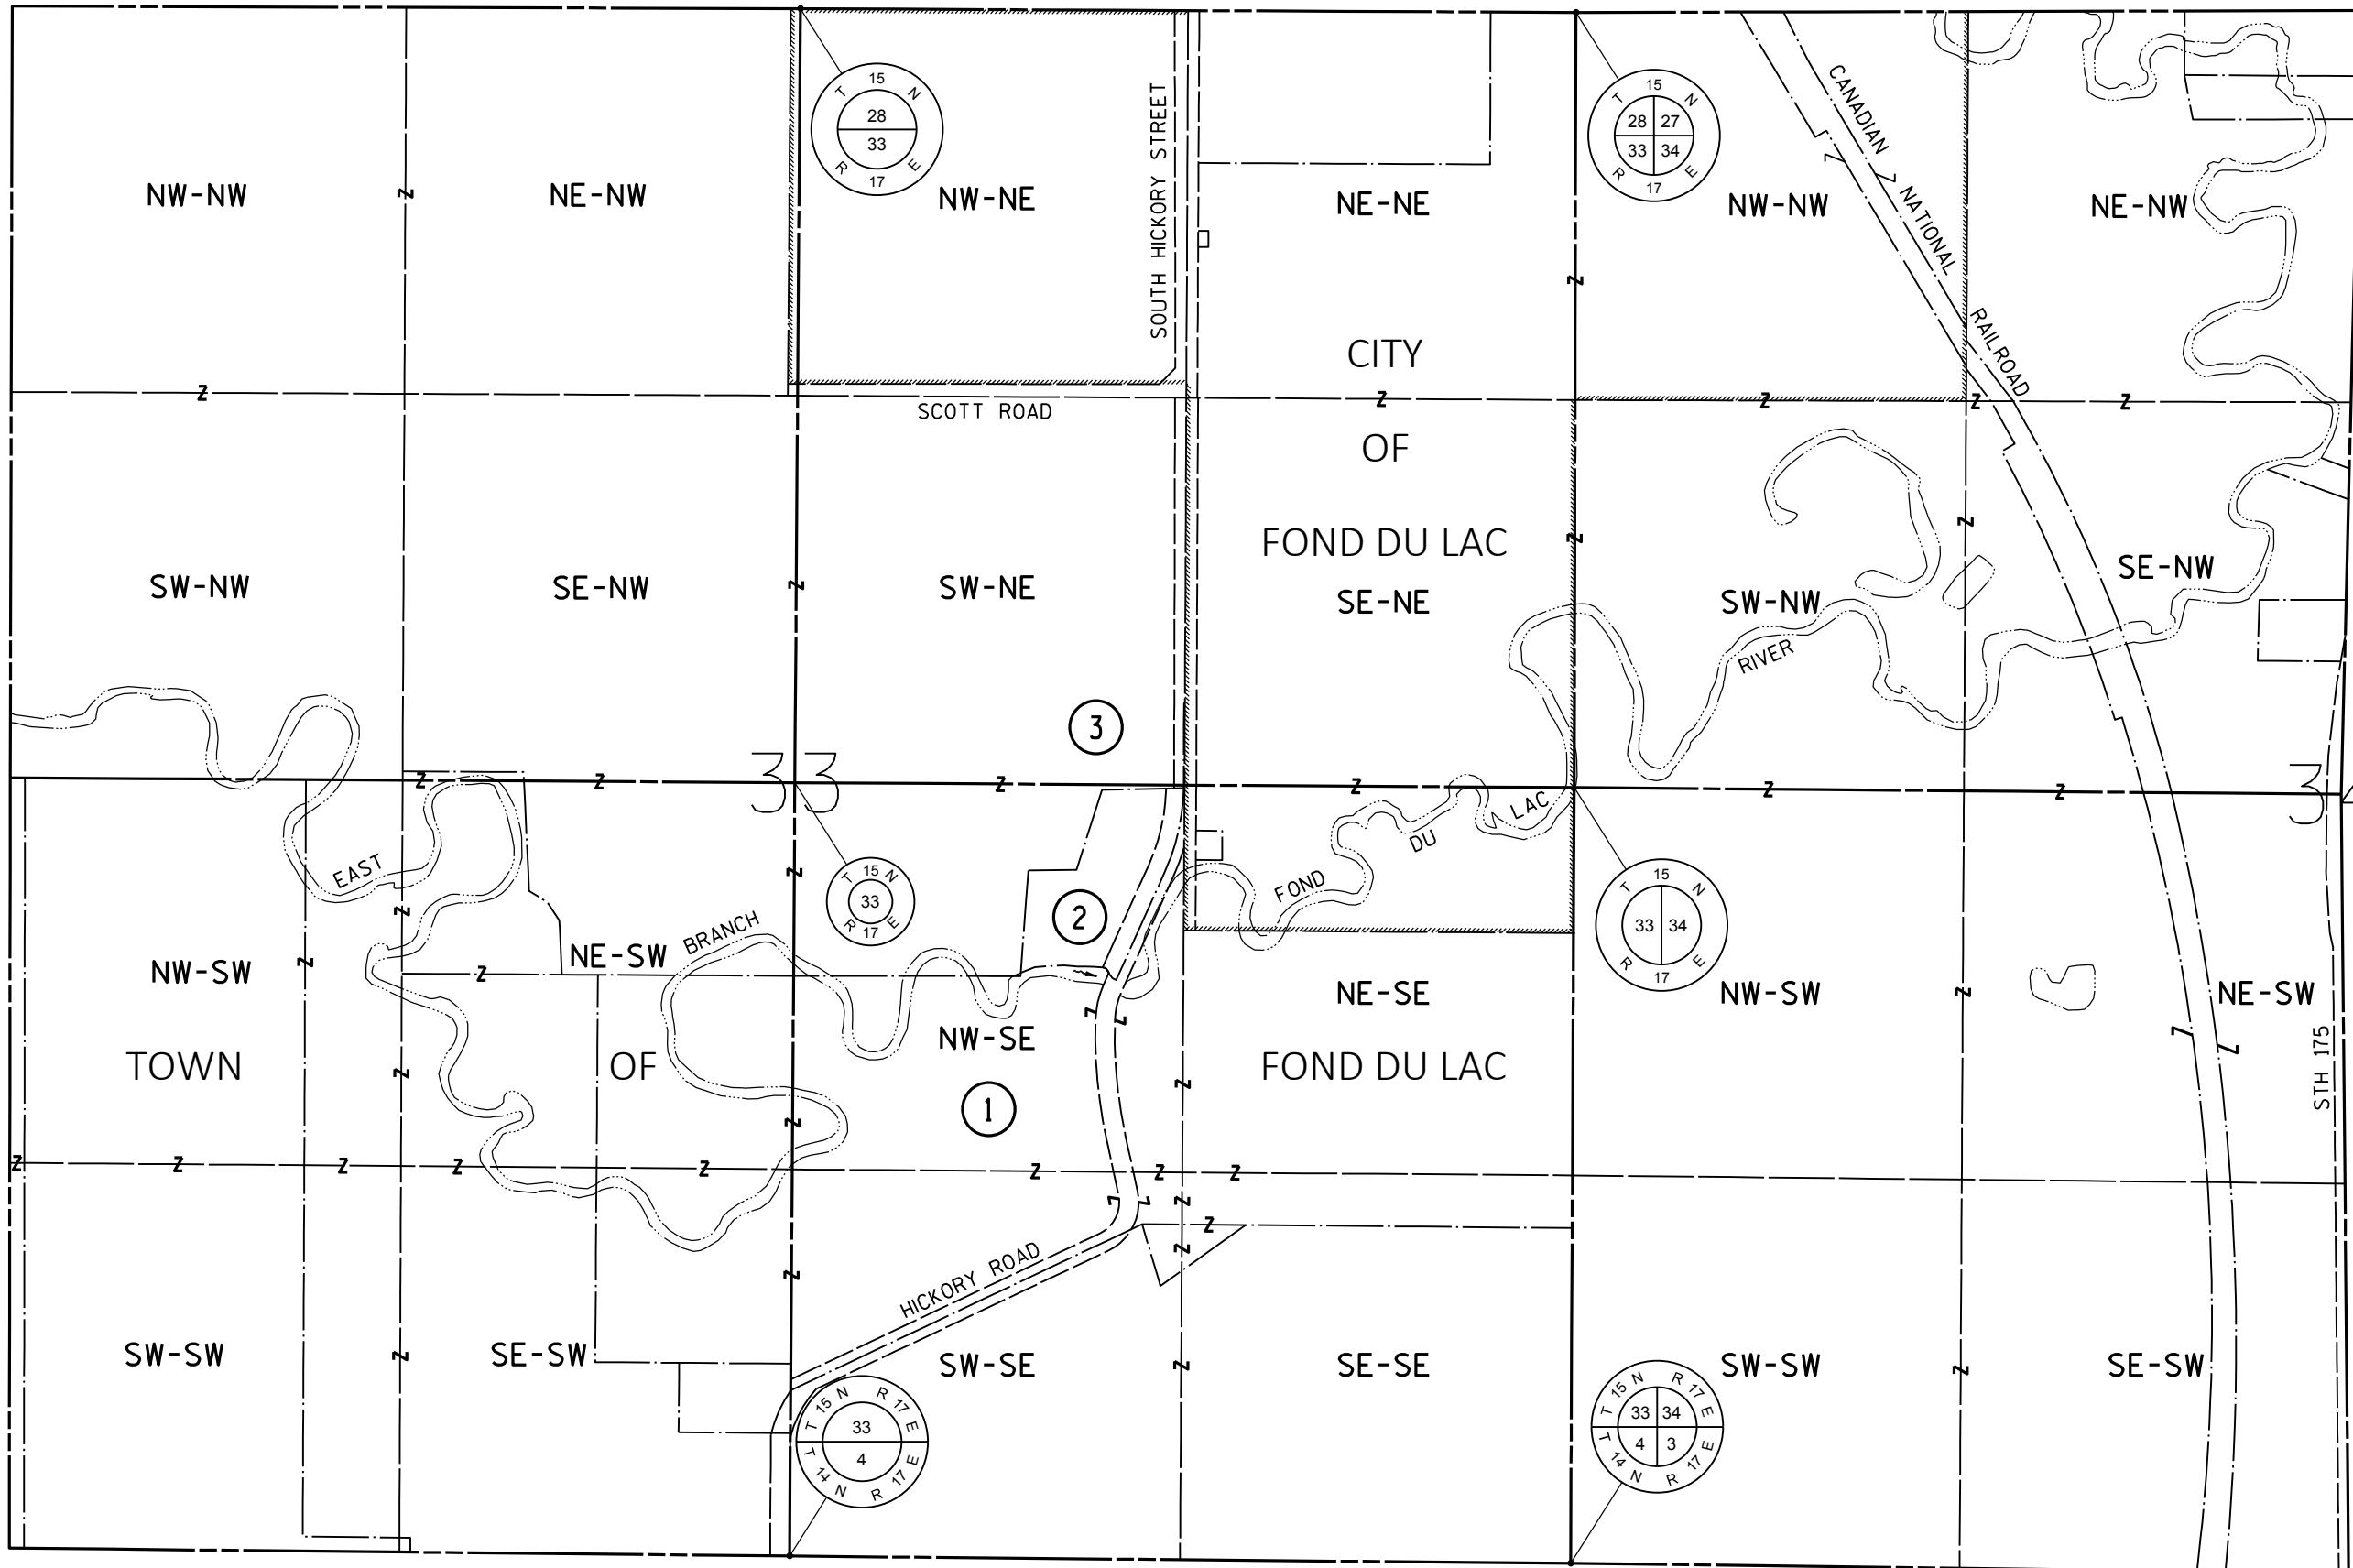 15
T N
28
33
R E
17
15
T N
28 27
33 34
R E
17
CANADIAN NATIONAL RAILROAD
SOUTH HICKORY STREET
NW-NW
NE-NW
NW-NE
NE-NE
NW-NW
NE-NW
CITY
SCOTT ROAD
OF
FOND DU LAC
SW-NW
SE-NW
SW-NE
SE-NE
SW-NW
SE-NW
RIVER
3
33
3
EAST
BRANCH
FOND
DU
LAC
T 15 N
33
R 17 E
2
15
T N
33 34
R E
17
NW-SW
NE-SW
NW-SE
NE-SE
NW-SW
NE-SW
TOWN
OF
FOND DU LAC
STH 175
1
HICKORY ROAD
SW-SW
SE-SW
SW-SE
SE-SE
SW-SW
SE-SW
T 15 N R 17 E
33
4
T 14 N R 17 E
T 15 N R 17 E
33 34
4 3
T 14 N R 17 E